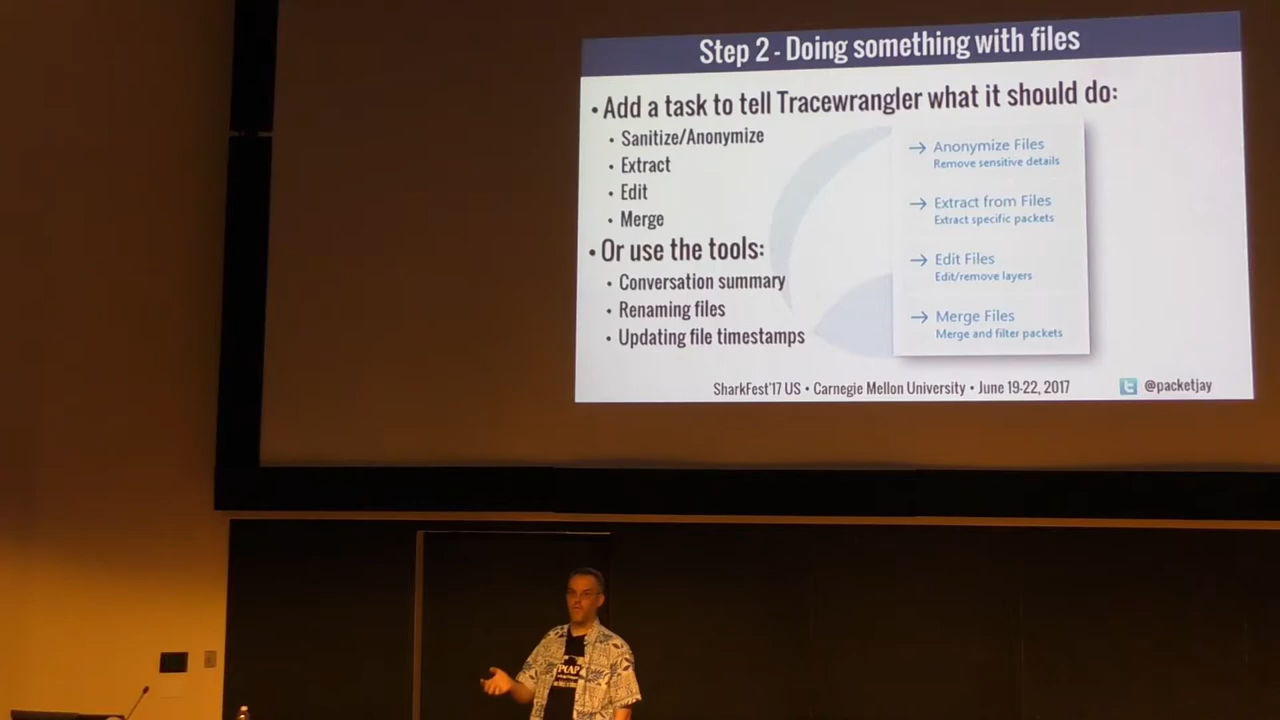 Step 2 - Doing something with files
• Add a task to tell Tracewrangler what it should do:
• Sanitize/Anonymize
• Extract
• Edit
• Merge
• Or use the tools:
• Conversation summary
• Renaming files
• Updating file timestamps
→ Anonymize Files
Remove sensitive details
→ Extract from Files
Extract specific packets
→ Edit Files
Edit/remove layers
→ Merge Files
Merge and filter packets
SharkFest'17 US • Carnegie Mellon University • June 19-22, 2017
@packetjay